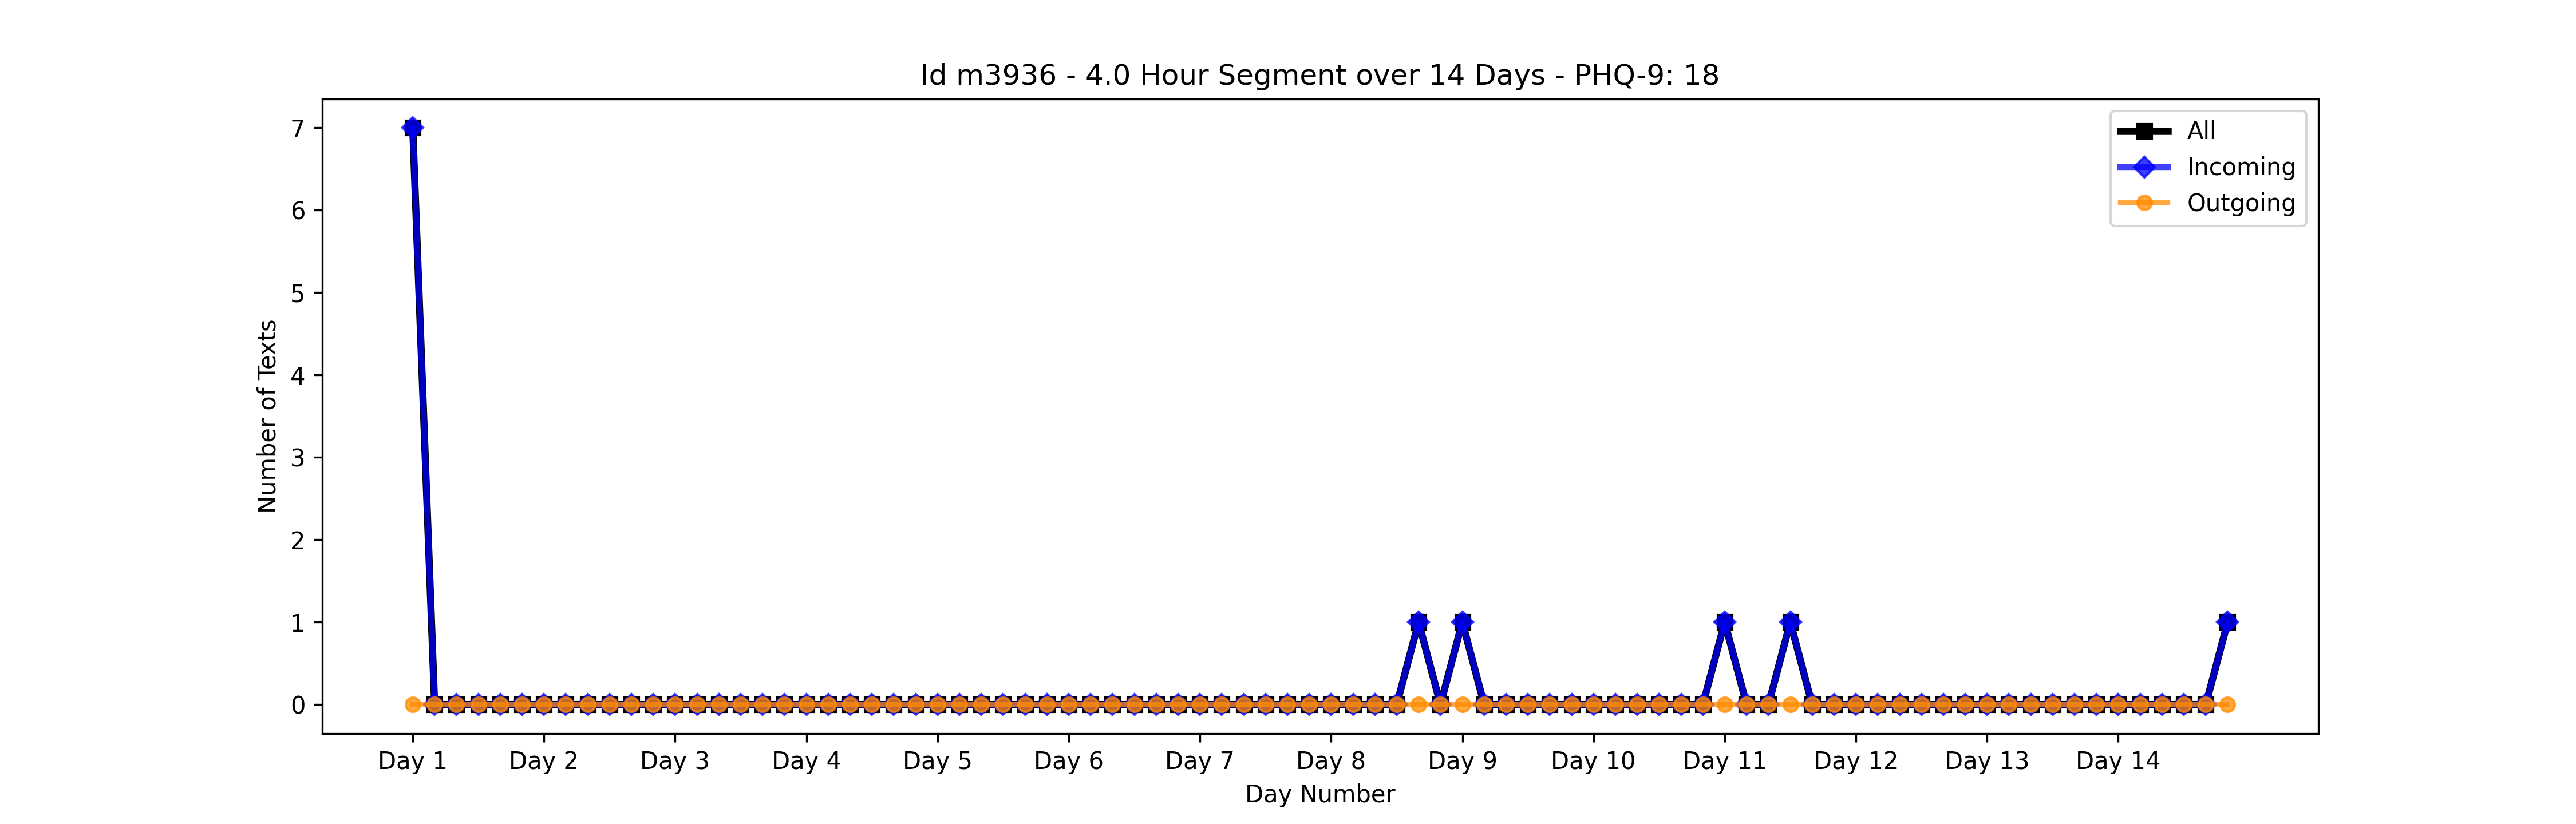 Id m3936 - 4.0 Hour Segment over 14 Days - PHQ-9: 18
All
Incoming
Outgoing
Number of Texts
7
6
5
4
3
2
1
0
Day 1 Day 2 Day 3 Day 4 Day 5 Day 6 Day 7 Day 8 Day 9 Day 10 Day 11 Day 12 Day 13 Day 14
Day Number